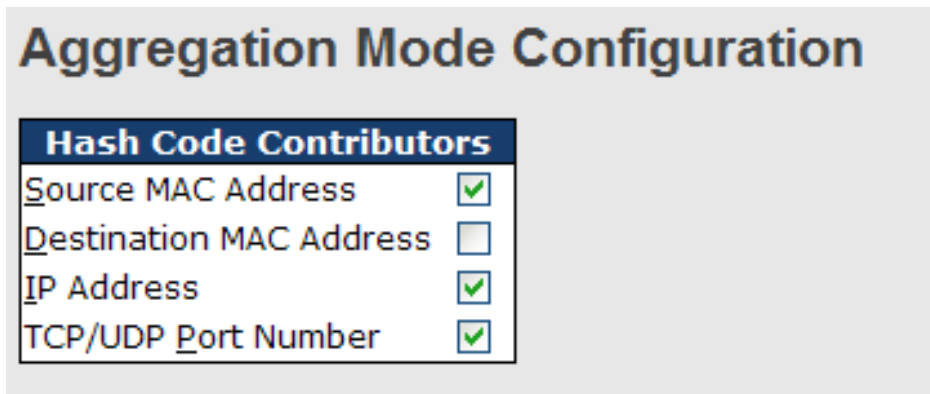 Aggregation Mode Configuration
Hash Code Contributors
Source MAC Address
Destination MAC Address
IP Address
TCP/UDP Port Number